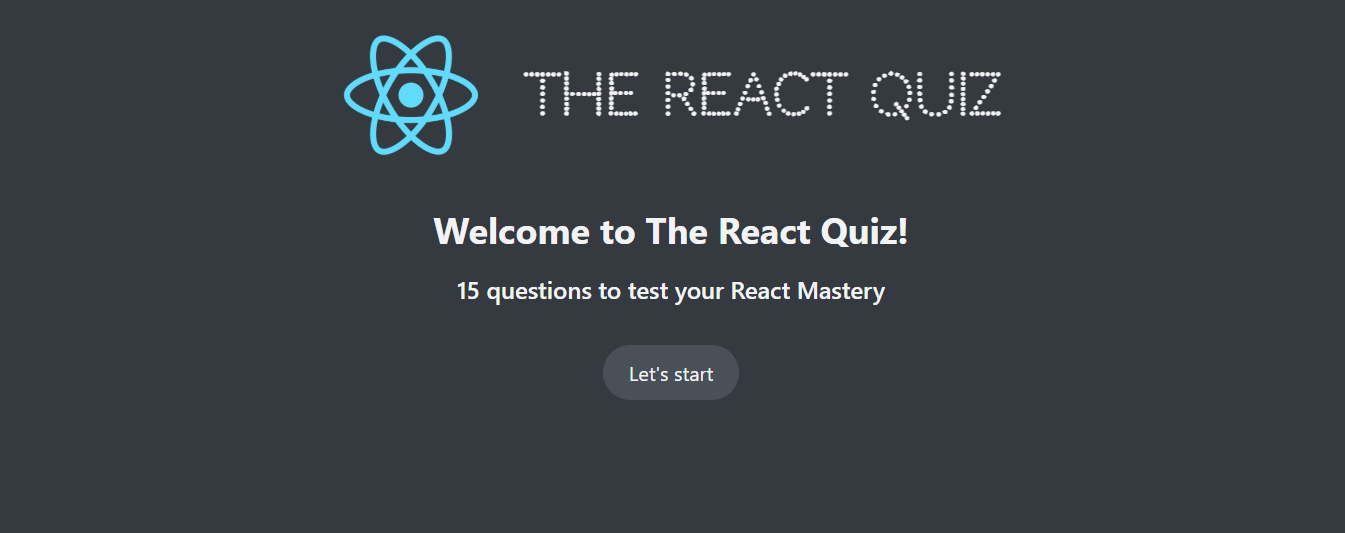 THE REACT QUIZ
Welcome to The React Quiz!
15 questions to test your React Mastery
Let's start